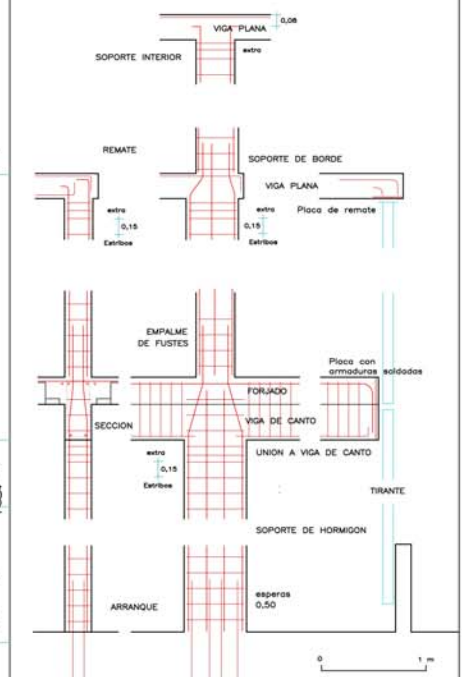 0,08
VIGA PLANA
SOPORTE INTERIOR
extra
REMATE
SOPORTE DE BORDE
VIGA PLANA
extra
0,15
Estribos
extra
0,15
Estribos
Placa de remate
EMPALME
DE FUSTES
Placa con
armaduras soldadas
FORJADO
SECCION
VIGA DE CANTO
extra
0,15
Estribos
UNION A VIGA DE CANTO
TIRANTE
SOPORTE DE HORMIGON
ARRANQUE
esperas
0,50
0
1 m